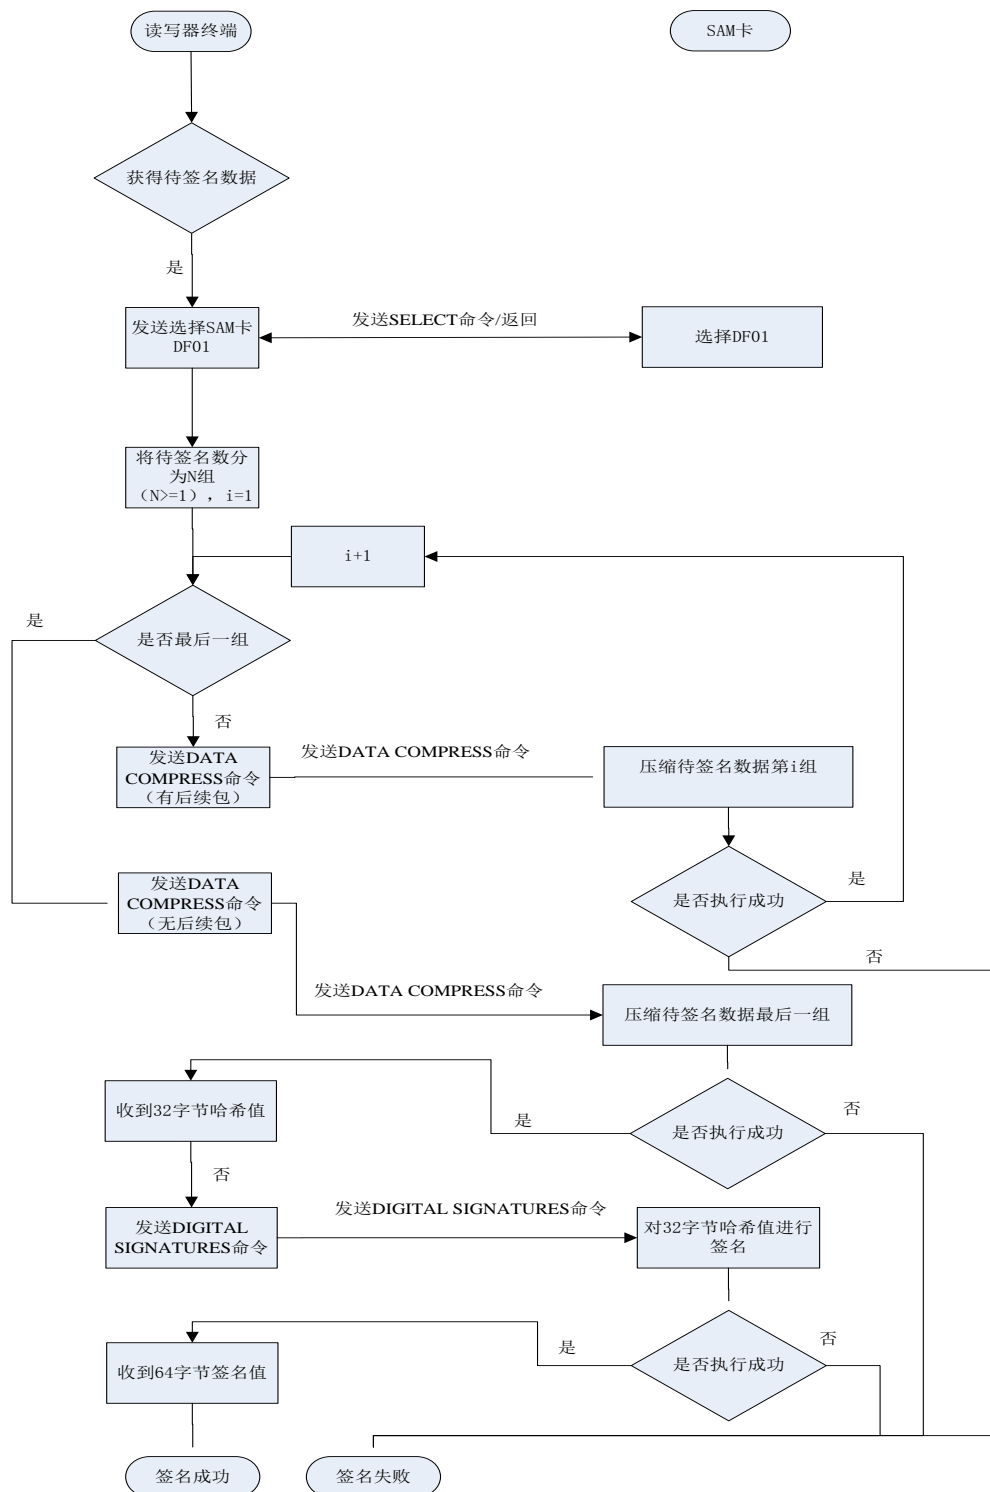 读写器终端
SAM卡
获得待签名数据
是
发送选择SAM卡
DF01
发送SELECT命令/返回
选择DF01
将待签名数分
为N组
（N>=1），i=1
i+1
是
是否最后一组
否
发送DATA
COMPRESS命令
（有后续包）
发送DATA COMPRESS命令
压缩待签名数据第i组
是否执行成功
是
否
发送DATA
COMPRESS命令
（无后续包）
发送DATA COMPRESS命令
压缩待签名数据最后一组
收到32字节哈希值
是
是否执行成功
否
否
发送DIGITAL
SIGNATURES命令
发送DIGITAL SIGNATURES命令
对32字节哈希值进行
签名
收到64字节签名值
是
是否执行成功
否
签名成功
签名失败